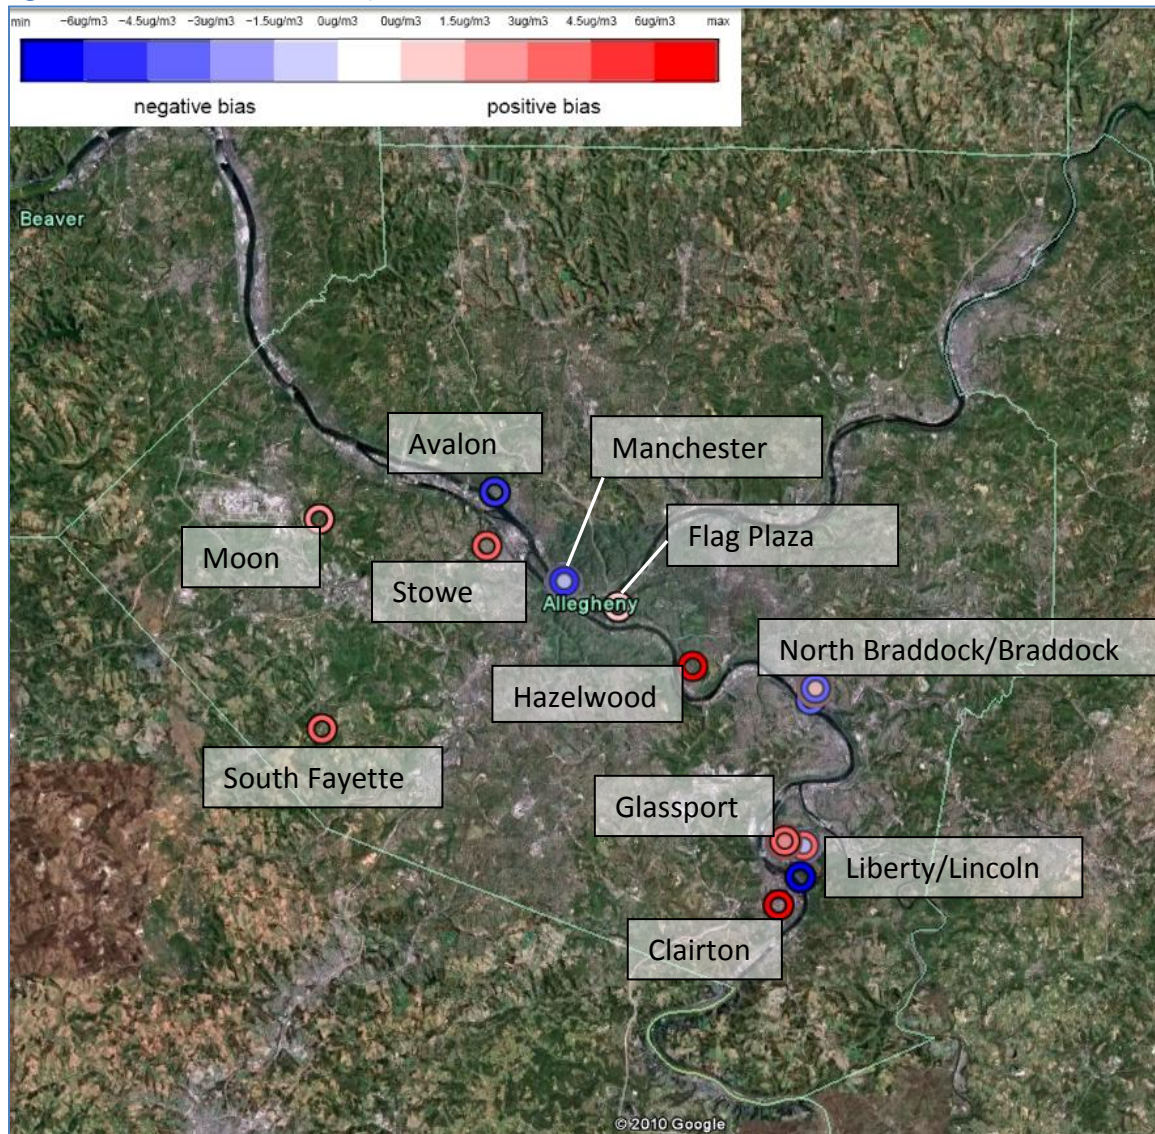 min −6ug/m3 −4.5ug/m3 −3ug/m3 −1.5ug/m3 0ug/m3 0ug/m3 1.5ug/m3 3ug/m3 4.5ug/m3 6ug/m3 max
negative bias positive bias
Beaver
Avalon
Manchester
Flag Plaza
Moon
Stowe
Allegheny
North Braddock/Braddock
Hazelwood
South Fayette
Glassport
Liberty/Lincoln
Clairton
©2010 Google